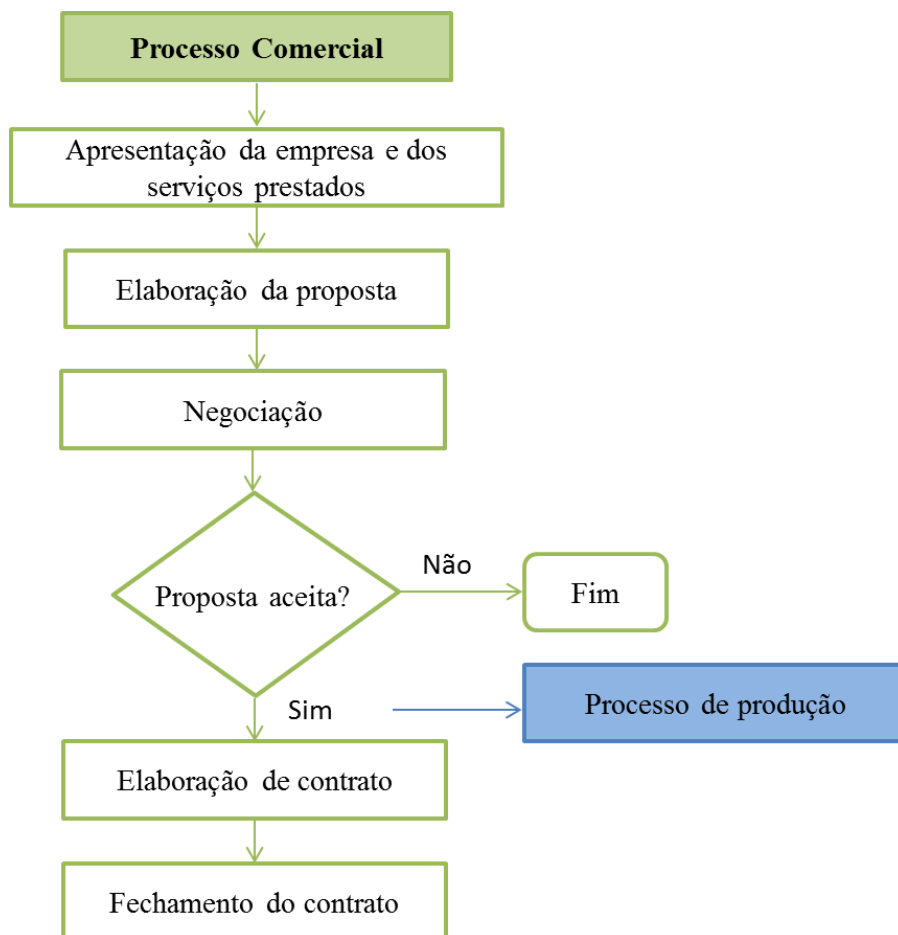 Processo Comercial
Apresentação da empresa e dos
serviços prestados
Elaboração da proposta
Negociação
Proposta aceita?
Não
Fim
Sim
Processo de produção
Elaboração de contrato
Fechamento do contrato